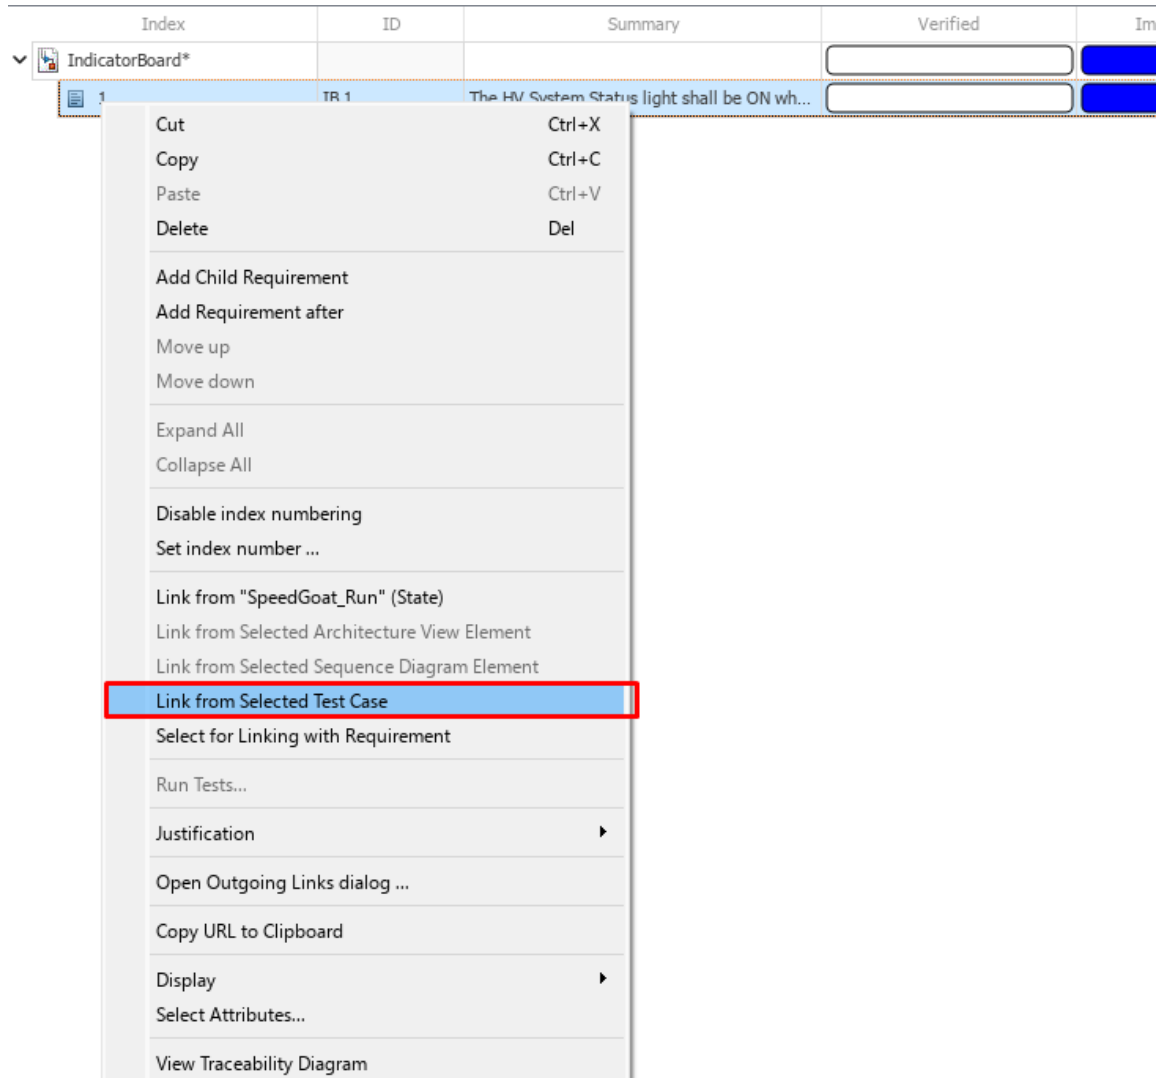 Index ID Summary Verified Im
IndicatorBoard*
1 IB 1 The HV System Status light shall be ON wh...
Cut Ctrl+X
Copy Ctrl+C
Paste Ctrl+V
Delete Del
Add Child Requirement
Add Requirement after
Move up
Move down
Expand All
Collapse All
Disable index numbering
Set index number ...
Link from "SpeedGoat_Run" (State)
Link from Selected Architecture View Element
Link from Selected Sequence Diagram Element
Link from Selected Test Case
Select for Linking with Requirement
Run Tests...
Justification
Open Outgoing Links dialog ...
Copy URL to Clipboard
Display
Select Attributes...
View Traceability Diagram